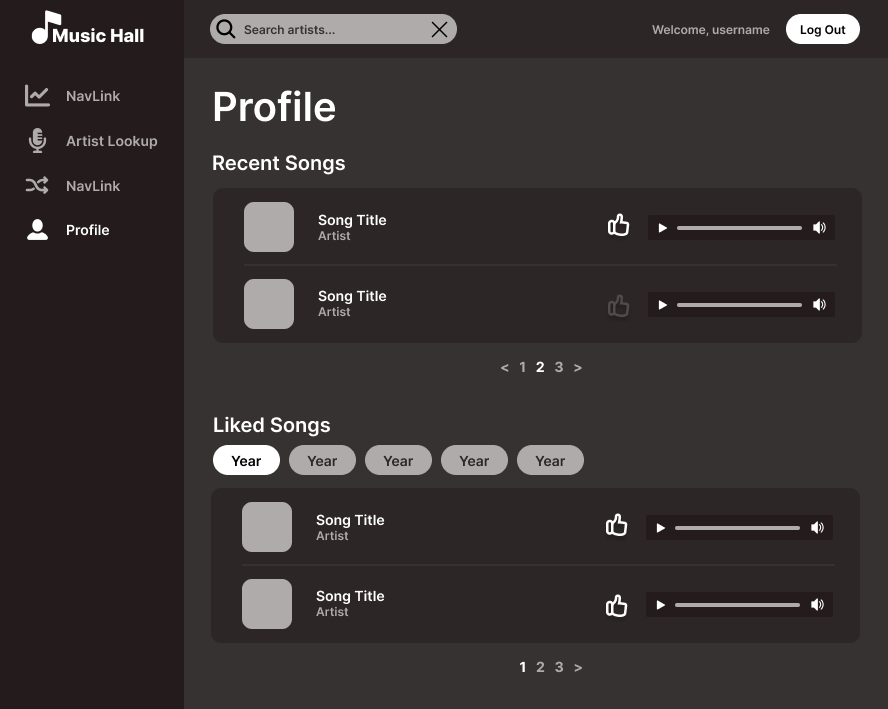 Music Hall
NavLink
Artist Lookup
NavLink
Profile
Search artists...
Welcome, username
Log Out
Profile
Recent Songs
Song Title
Artist
Song Title
Artist
< 1 2 3 >
Liked Songs
Year Year Year Year Year
Song Title
Artist
Song Title
Artist
1 2 3 >